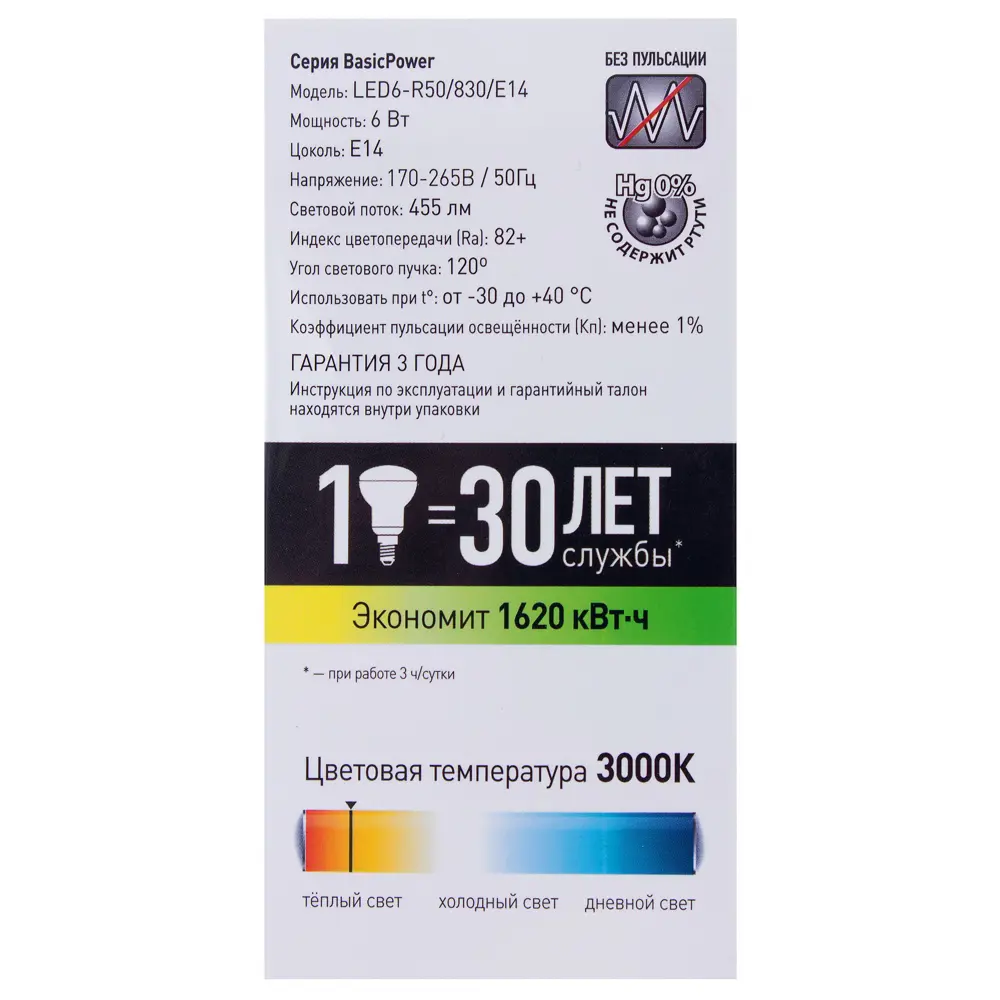 Серия BasicPower
Модель: LED6-R50/830/E14
Мощность: 6 Вт
Цоколь: E14
Напряжение: 170-265В / 50Гц
Световой поток: 455 лм
Индекс цветопередачи (Ra): 82+
Угол светового пучка: 120º
Использовать при t°: от -30 до +40 °C
Коэффициент пульсации освещённости (Кп): менее 1%
БЕЗ ПУЛЬСАЦИИ
Hg 0%
НЕ СОДЕРЖИТ РТУТИ
ГАРАНТИЯ 3 ГОДА
Инструкция по эксплуатации и гарантийный талон
находятся внутри упаковки
1 = 30 ЛЕТ
службы*
Экономит 1620 кВт·ч
* — при работе 3 ч/сутки
Цветовая температура 3000K
тёплый свет холодный свет дневной свет